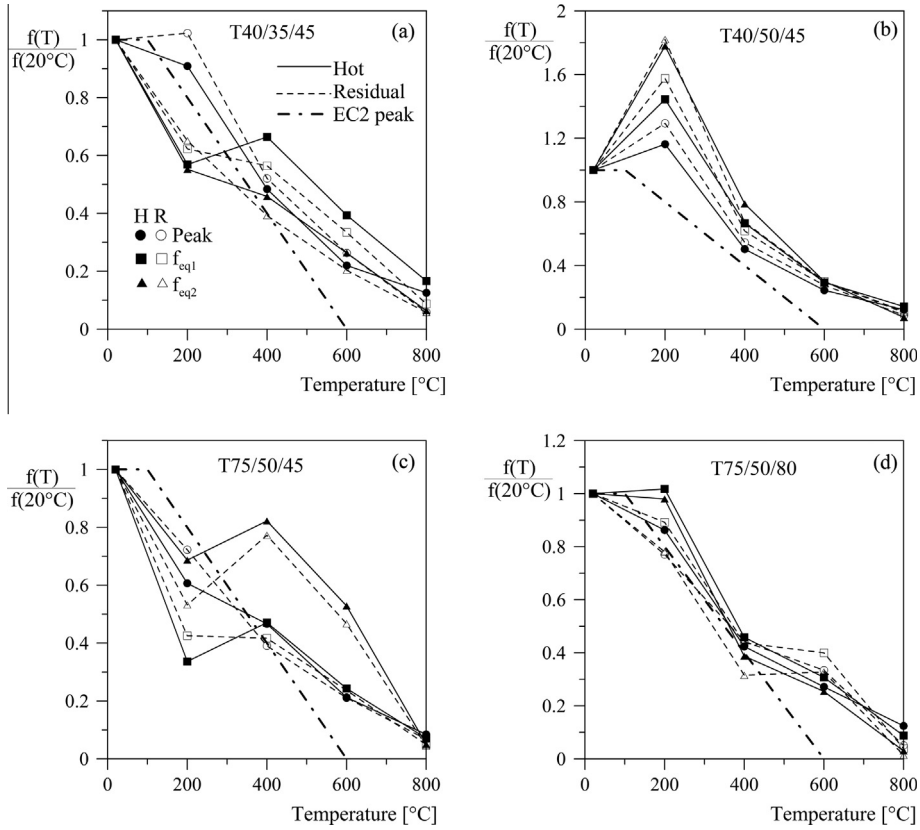 f(T)
f(20°C)
T40/35/45
(a)
Hot
Residual
EC2 peak
H R
Peak
f_eq1
f_eq2
1
0.8
0.6
0.4
0.2
0
0 200 400 600 800
Temperature [°C]
f(T)
f(20°C)
T40/50/45
(b)
2
1.6
1.2
0.8
0.4
0
0 200 400 600 800
Temperature [°C]
f(T)
f(20°C)
T75/50/45
(c)
1
0.8
0.6
0.4
0.2
0
0 200 400 600 800
Temperature [°C]
f(T)
f(20°C)
T75/50/80
(d)
1.2
1
0.8
0.6
0.4
0.2
0
0 200 400 600 800
Temperature [°C]